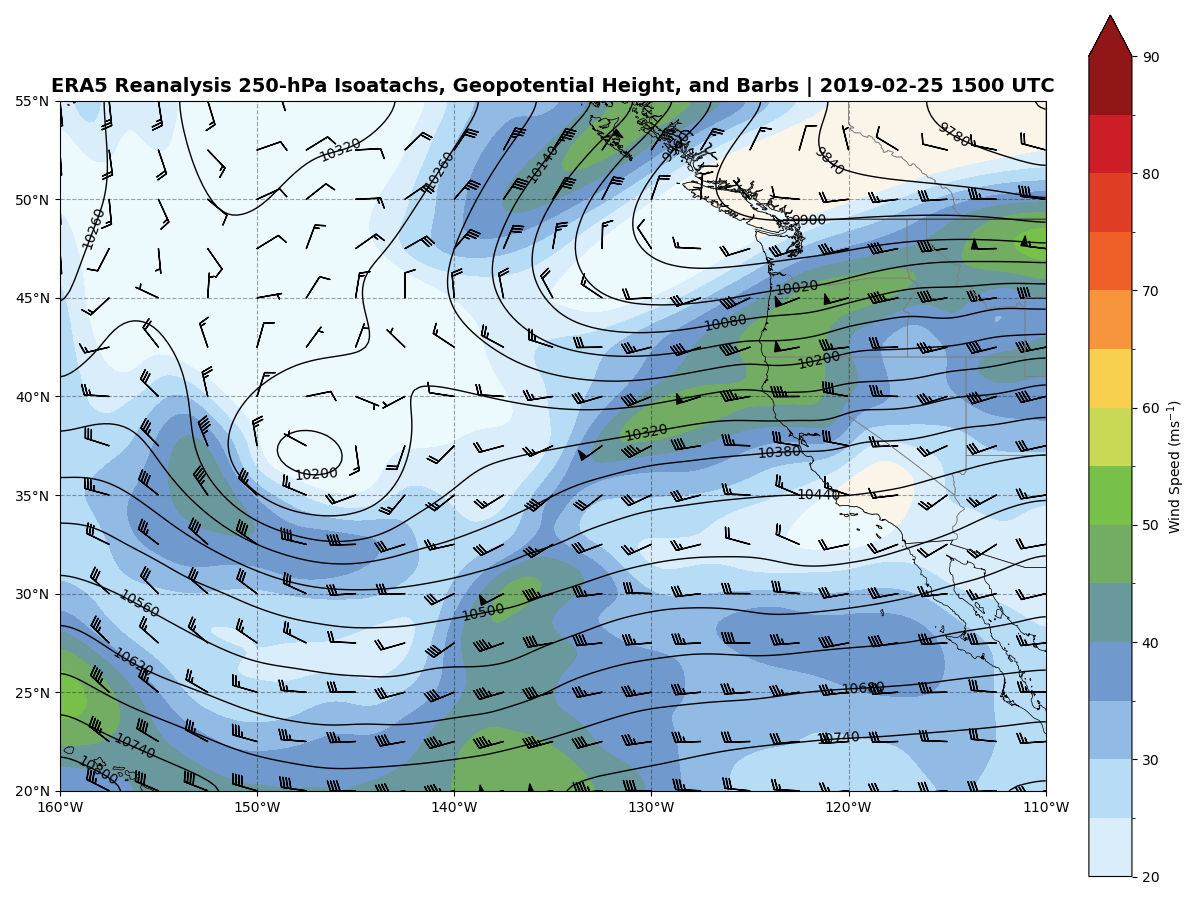 ERA5 Reanalysis 250-hPa Isoatachs, Geopotential Height, and Barbs | 2019-02-25 1500 UTC
55°N
50°N
45°N
40°N
35°N
30°N
25°N
20°N
160°W
150°W
140°W
130°W
120°W
110°W
10320
10260
10140
9840
9780
10260
9900
10020
10080
10200
10320
10380
10200
10440
10560
10500
10620
10680
10740
10740
10800
90
80
70
60
50
40
30
20
Wind Speed (ms⁻¹)